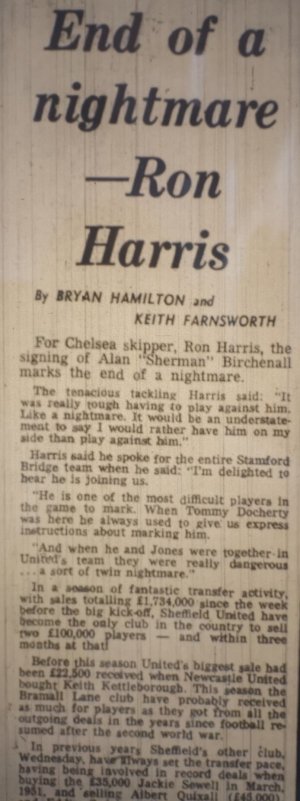 End of a
nightmare
—Ron
Harris
By BRYAN HAMILTON and
KEITH FARNSWORTH
For Chelsea skipper, Ron Harris, the
signing of Alan "Sherman" Birchenall
marks the end of a nightmare.
The tenacious tackling Harris said: "It
was really tough having to play against him.
Like a nightmare. It would be an understate-
ment to say I would rather have him on my
side than play against him."
Harris said he spoke for the entire Stamford
Bridge team when he said: "I'm delighted to
hear he is joining us.
"He is one of the most difficult players in
the game to mark. When Tommy Docherty
was here he always used to give us express
instructions about marking him.
"And when he and Jones were together in
United's team they were really dangerous
... a sort of twin nightmare."
In a season of fantastic transfer activity,
with sales totalling £1,734,000 since the week
before the big kick-off, Sheffield United have
become the only club in the country to sell
two £100,000 players — and within three
months at that!
Before this season United's biggest sale had
been £22,500 received when Newcastle United
bought Keith Kettleborough. This season the
Bramall Lane club have probably received
as much for players as they got from all the
outgoing deals in the years since football re-
sumed after the second world war.
In previous years Sheffield's other club,
Wednesday, have always set the transfer pace,
having being involved in record deals when
buying the £35,000 Jackie Sewell in March,
1951, and selling Albert Quixall (£45,000)